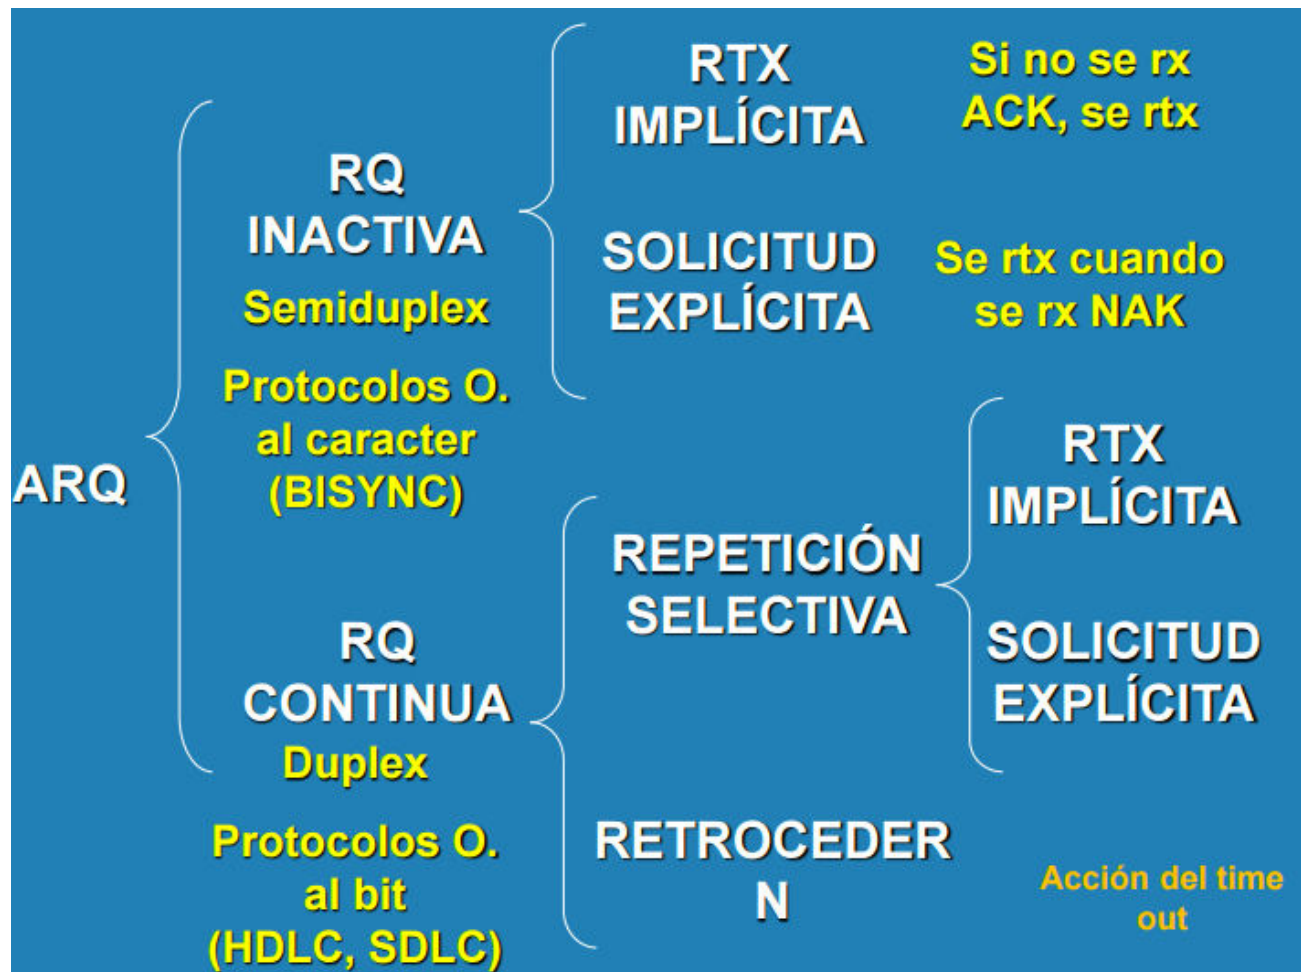 ARQ
RQ
INACTIVA
Semiduplex
Protocolos O.
al caracter
(BISYNC)
RTX
IMPLÍCITA
Si no se rx
ACK, se rtx
SOLICITUD
EXPLÍCITA
Se rtx cuando
se rx NAK
RQ
CONTINUA
Duplex
Protocolos O.
al bit
(HDLC, SDLC)
REPETICIÓN
SELECTIVA
RTX
IMPLÍCITA
SOLICITUD
EXPLÍCITA
RETROCEDER
N
Acción del time
out